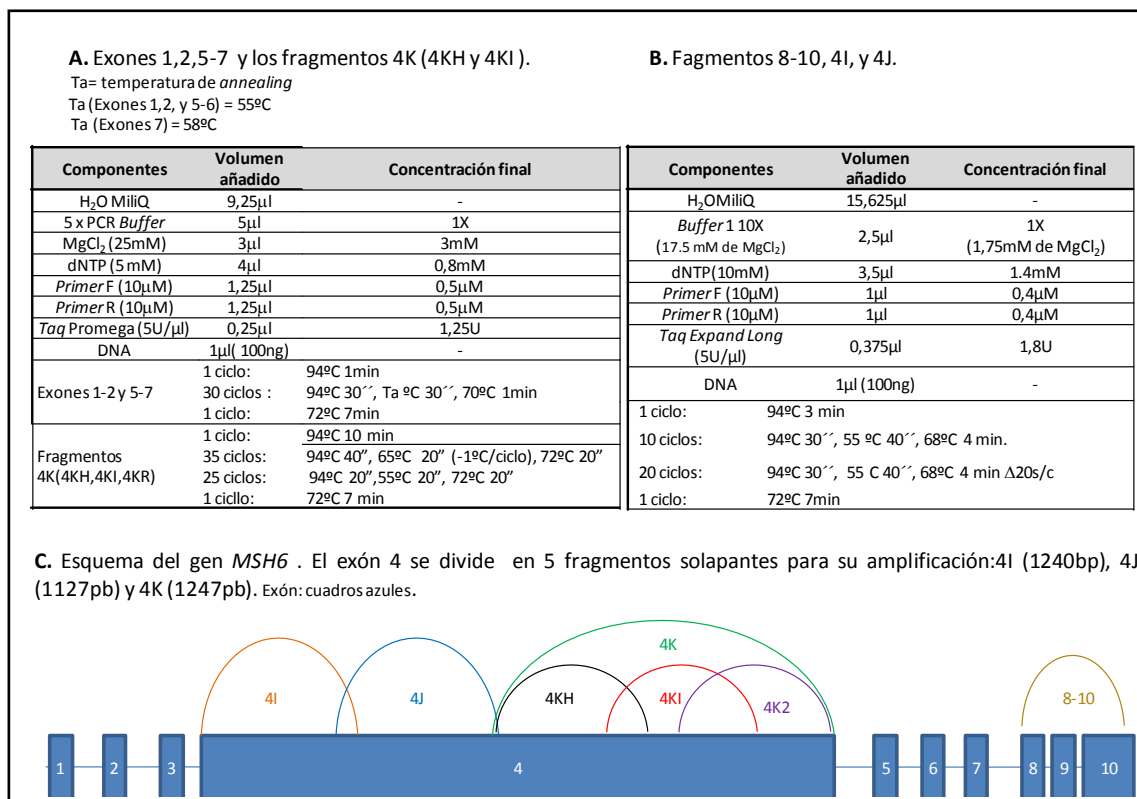 A. Exones 1,2,5-7 y los fragmentos 4K (4KH y 4KI ).
Ta= temperatura de annealing
Ta (Exones 1,2, y 5-6) = 55ºC
Ta (Exones 7) = 58ºC
Componentes Volumen añadido Concentración final
H2O MiliQ 9,25µl -
5 x PCR Buffer 5µl 1X
MgCl2 (25mM) 3µl 3mM
dNTP (5 mM) 4µl 0,8mM
Primer F (10µM) 1,25µl 0,5µM
Primer R (10µM) 1,25µl 0,5µM
Taq Promega (5U/µl) 0,25µl 1,25U
DNA 1µl( 100ng) -
Exones 1-2 y 5-7
1 ciclo: 94ºC 1min
30 ciclos : 94ºC 30´´, Ta ºC 30´´, 70ºC 1min
1 ciclo: 72ºC 7min
Fragmentos
4K(4KH,4KI,4KR)
1 ciclo: 94ºC 10 min
35 ciclos: 94ºC 40”, 65ºC 20” (-1ºC/ciclo), 72ºC 20”
25 ciclos: 94ºC 20”,55ºC 20”, 72ºC 20”
1 cicllo: 72ºC 7 min
B. Fagmentos 8-10, 4I, y 4J.
Componentes Volumen añadido Concentración final
H2OMiliQ 15,625µl -
Buffer 1 10X
(17.5 mM de MgCl2) 2,5µl 1X
(1,75mM de MgCl2)
dNTP(10mM) 3,5µl 1.4mM
Primer F (10µM) 1µl 0,4µM
Primer R (10µM) 1µl 0,4µM
Taq Expand Long
(5U/µl) 0,375µl 1,8U
DNA 1µl (100ng) -
1 ciclo: 94ºC 3 min
10 ciclos: 94ºC 30´´, 55 ºC 40´´, 68ºC 4 min.
20 ciclos: 94ºC 30´´, 55 C 40´´, 68ºC 4 min Δ20s/c
1 ciclo: 72ºC 7min
C. Esquema del gen MSH6 . El exón 4 se divide en 5 fragmentos solapantes para su amplificación:4I (1240bp), 4J
(1127pb) y 4K (1247pb). Exón: cuadros azules.
4K
4I 4J 4KH 4KI 4K2 8-10
1 2 3 4 5 6 7 8 9 10